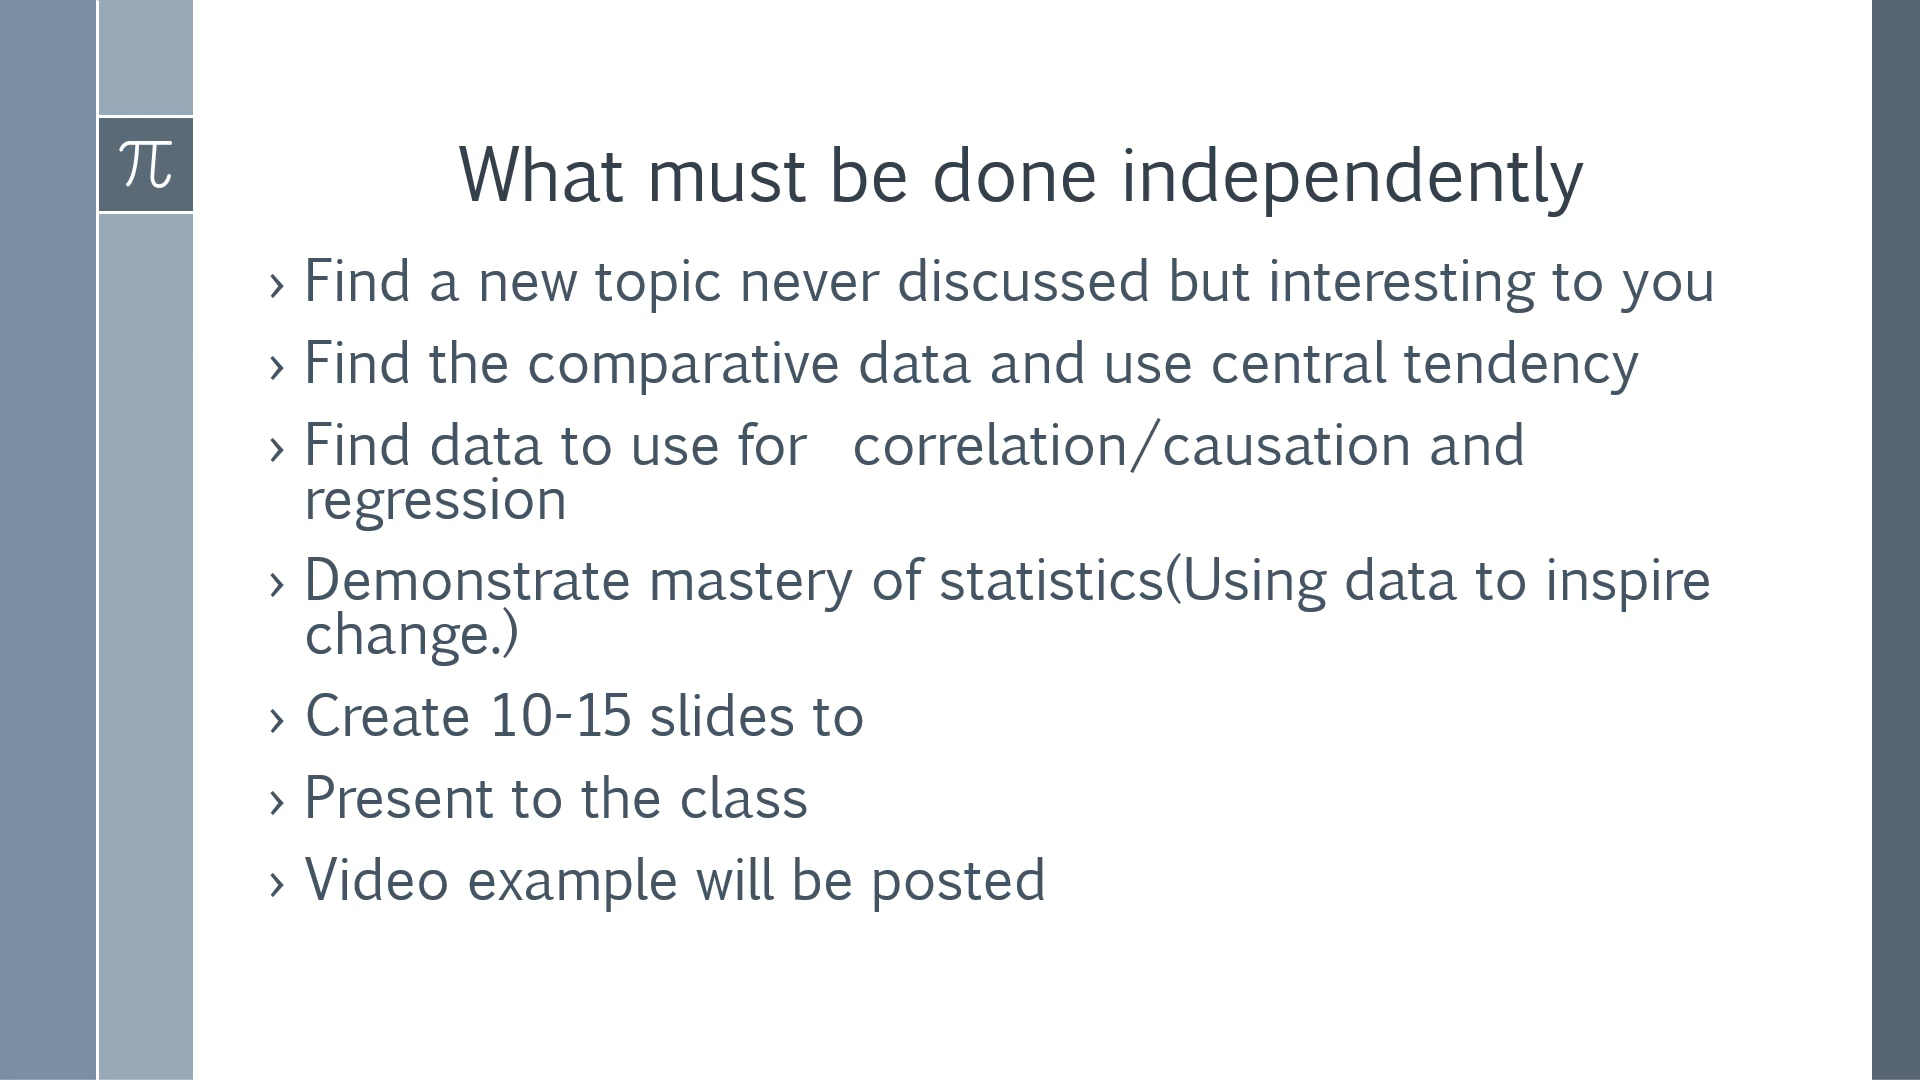 π
What must be done independently
› Find a new topic never discussed but interesting to you
› Find the comparative data and use central tendency
› Find data to use for   correlation/causation and
regression
› Demonstrate mastery of statistics(Using data to inspire
change.)
› Create 10-15 slides to
› Present to the class
› Video example will be posted